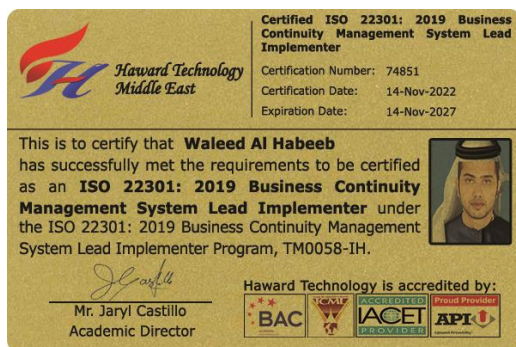 Haward Technology
Middle East
Certified ISO 22301: 2019 Business
Continuity Management System Lead
Implementer
Certification Number: 74851
Certification Date: 14-Nov-2022
Expiration Date: 14-Nov-2027
This is to certify that Waleed Al Habeeb
has successfully met the requirements to be certified
as an ISO 22301: 2019 Business Continuity
Management System Lead Implementer under
the ISO 22301: 2019 Business Continuity Management
System Lead Implementer Program, TM0058-IH.
Mr. Jaryl Castillo
Academic Director
Haward Technology is accredited by:
BAC
ACCREDITED
IACET
PROVIDER
Proud Provider
API